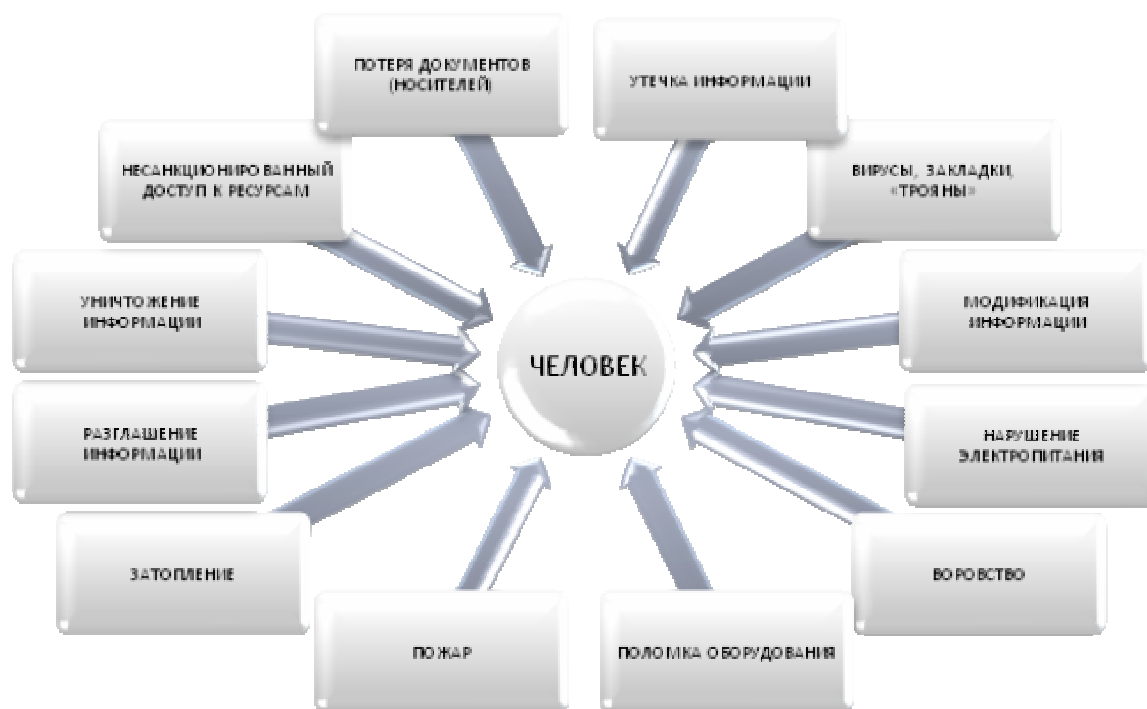 ПОТЕРЯ ДОКУМЕНТОВ
(НОСИТЕЛЕЙ)
УТЕЧКА ИНФОРМАЦИИ
НЕСАНКЦИОНИРОВАННЫЙ
ДОСТУП К РЕСУРСАМ
ВИРУСЫ, ЗАКЛАДКИ,
«ТРОЯНЫ»
УНИЧТОЖЕНИЕ
ИНФОРМАЦИИ
МОДИФИКАЦИЯ
ИНФОРМАЦИИ
ЧЕЛОВЕК
РАЗГЛАШЕНИЕ
ИНФОРМАЦИИ
НАРУШЕНИЕ
ЭЛЕКТРОПИТАНИЯ
ЗАТОПЛЕНИЕ
ВОРОВСТВО
ПОЖАР
ПОЛОМКА ОБОРУДОВАНИЯ